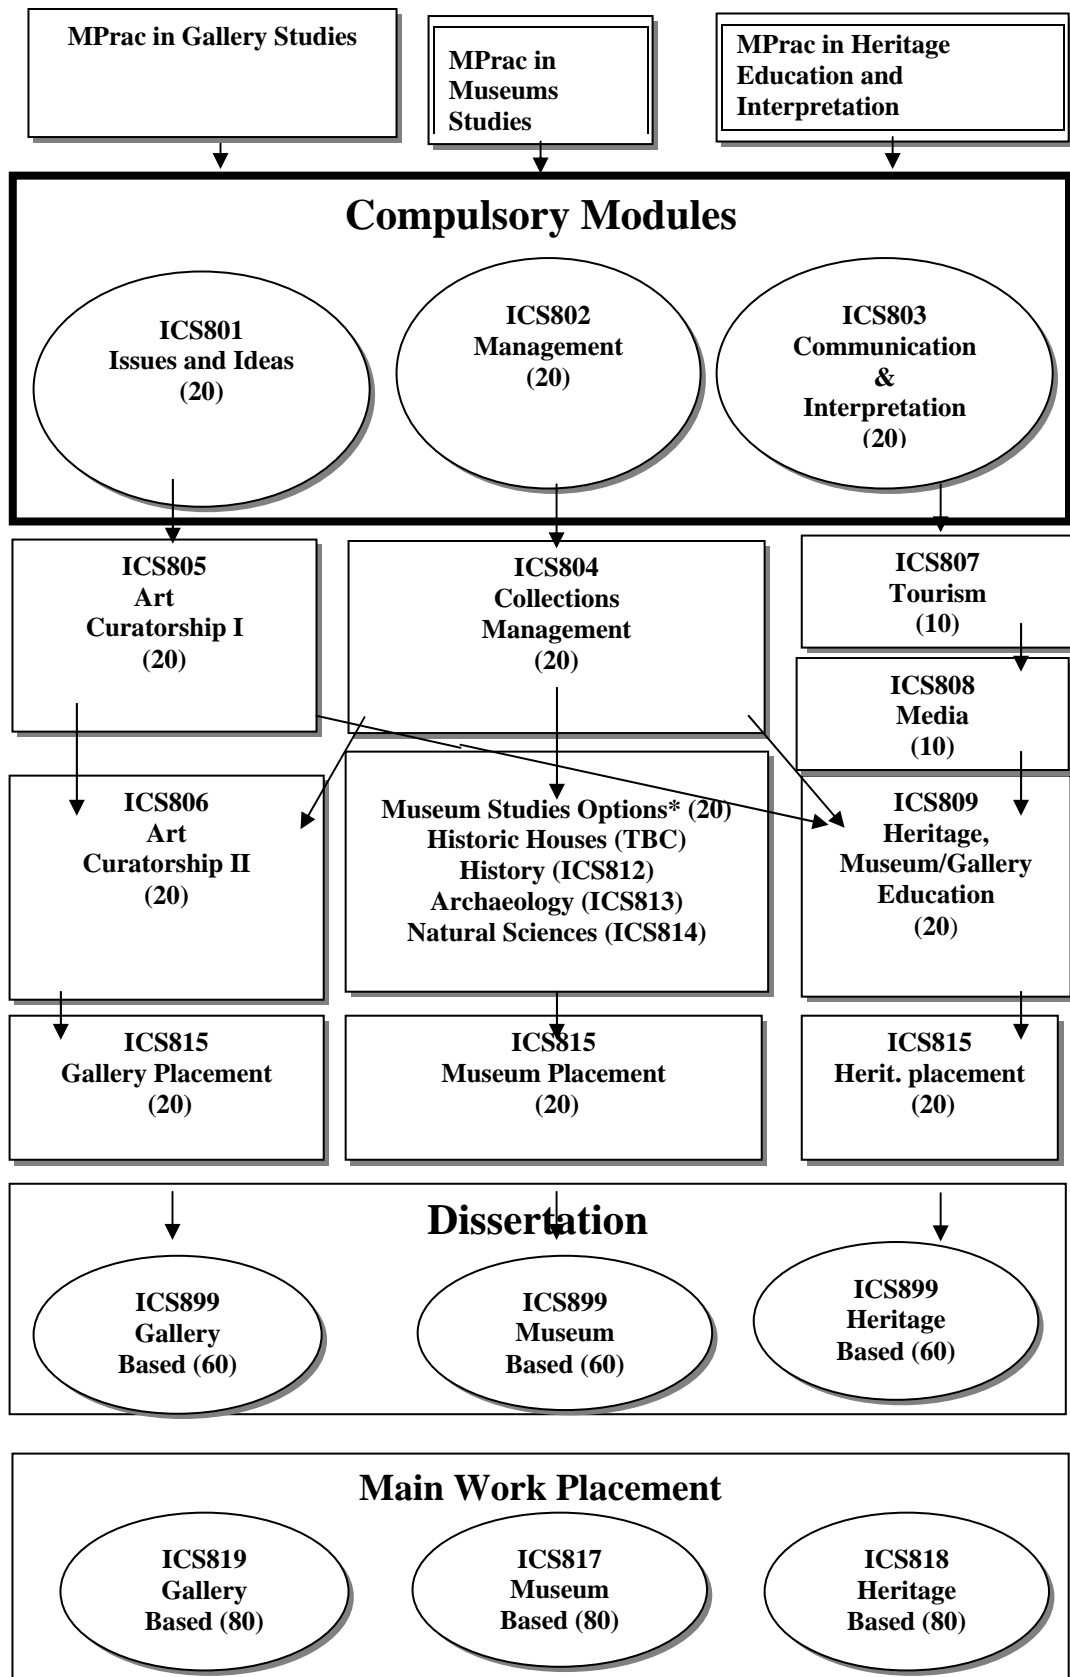 MPrac in Gallery Studies
MPrac in
Museums
Studies
MPrac in Heritage
Education and
Interpretation
Compulsory Modules
ICS801
Issues and Ideas
(20)
ICS802
Management
(20)
ICS803
Communication
&
Interpretation
(20)
ICS805
Art
Curatorship I
(20)
ICS804
Collections
Management
(20)
ICS807
Tourism
(10)
ICS808
Media
(10)
ICS806
Art
Curatorship II
(20)
Museum Studies Options* (20)
Historic Houses (TBC)
History (ICS812)
Archaeology (ICS813)
Natural Sciences (ICS814)
ICS809
Heritage,
Museum/Gallery
Education
(20)
ICS815
Gallery Placement
(20)
ICS815
Museum Placement
(20)
ICS815
Herit. placement
(20)
Dissertation
ICS899
Gallery
Based (60)
ICS899
Museum
Based (60)
ICS899
Heritage
Based (60)
Main Work Placement
ICS819
Gallery
Based (80)
ICS817
Museum
Based (80)
ICS818
Heritage
Based (80)